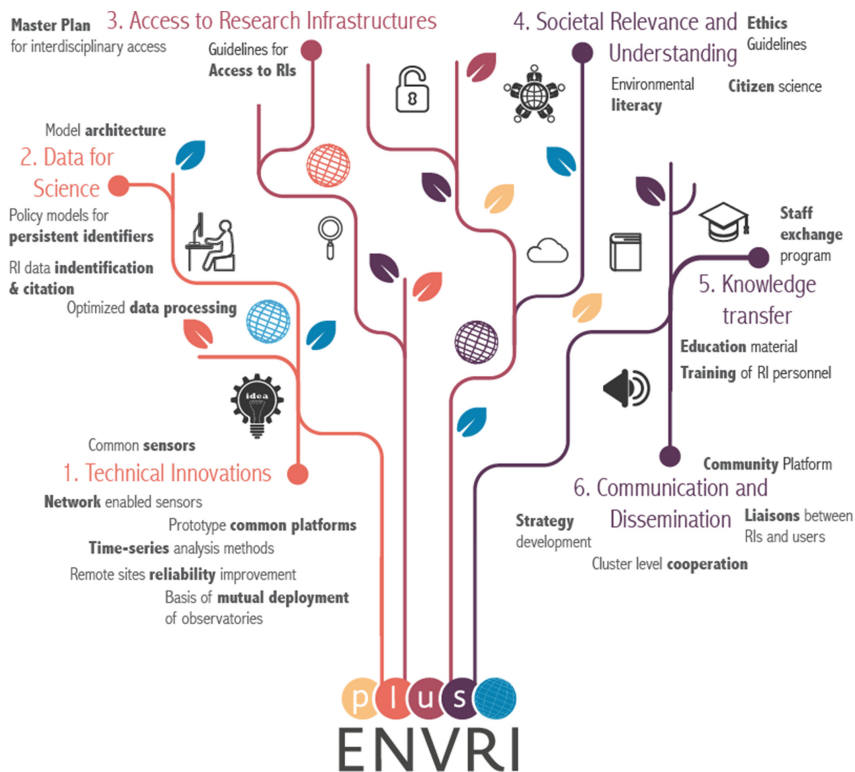 3. Access to Research Infrastructures
Master Plan
for interdisciplinary access
Guidelines for
Access to RIs
4. Societal Relevance and
Understanding
Ethics
Guidelines
Environmental
literacy
Citizen science
Model architecture
2. Data for
Science
Policy models for
persistent identifiers
RI data indentification
& citation
Optimized data processing
Staff
exchange
program
5. Knowledge
transfer
Education material
Training of RI personnel
idea
Common sensors
1. Technical Innovations
Network enabled sensors
Prototype common platforms
Time-series analysis methods
Remote sites reliability improvement
Basis of mutual deployment
of observatories
Community Platform
6. Communication and
Dissemination
Liaisons between
RIs and users
Strategy
development
Cluster level cooperation
plus
ENVRI